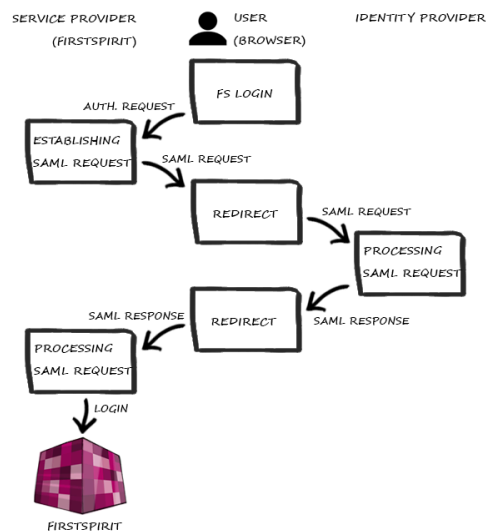 SERVICE PROVIDER
(FIRSTSPIRIT)
USER
(BROWSER)
IDENTITY PROVIDER
FS LOGIN
AUTH. REQUEST
ESTABLISHING
SAML REQUEST
SAML REQUEST
REDIRECT
SAML REQUEST
PROCESSING
SAML REQUEST
SAML RESPONSE
REDIRECT
SAML RESPONSE
PROCESSING
SAML REQUEST
LOGIN
FIRSTSPIRIT